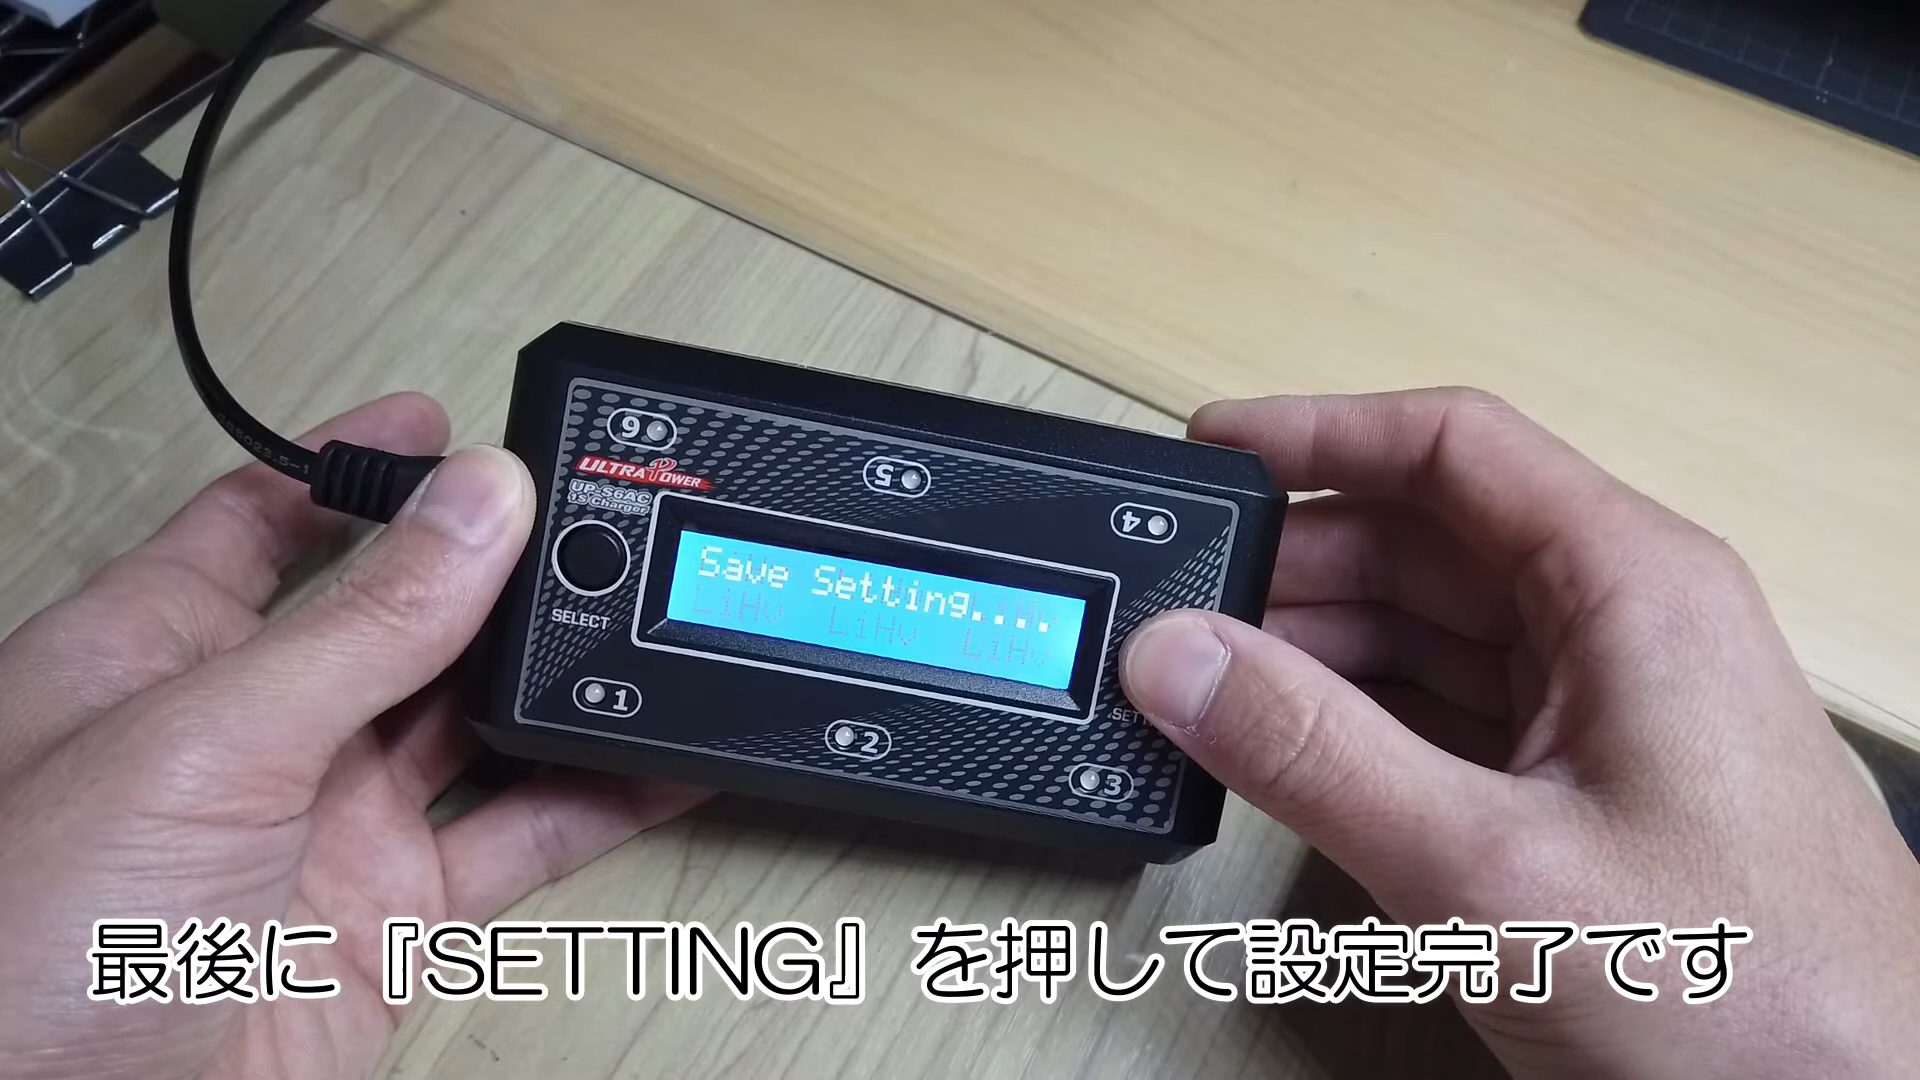 6
5
4
ULTRA POWER
UP-S6AC
1S Charger
SELECT
Save Setting....
LiHv LiHv LiHv
1
2
3
最後に『SETTING』を押して設定完了です